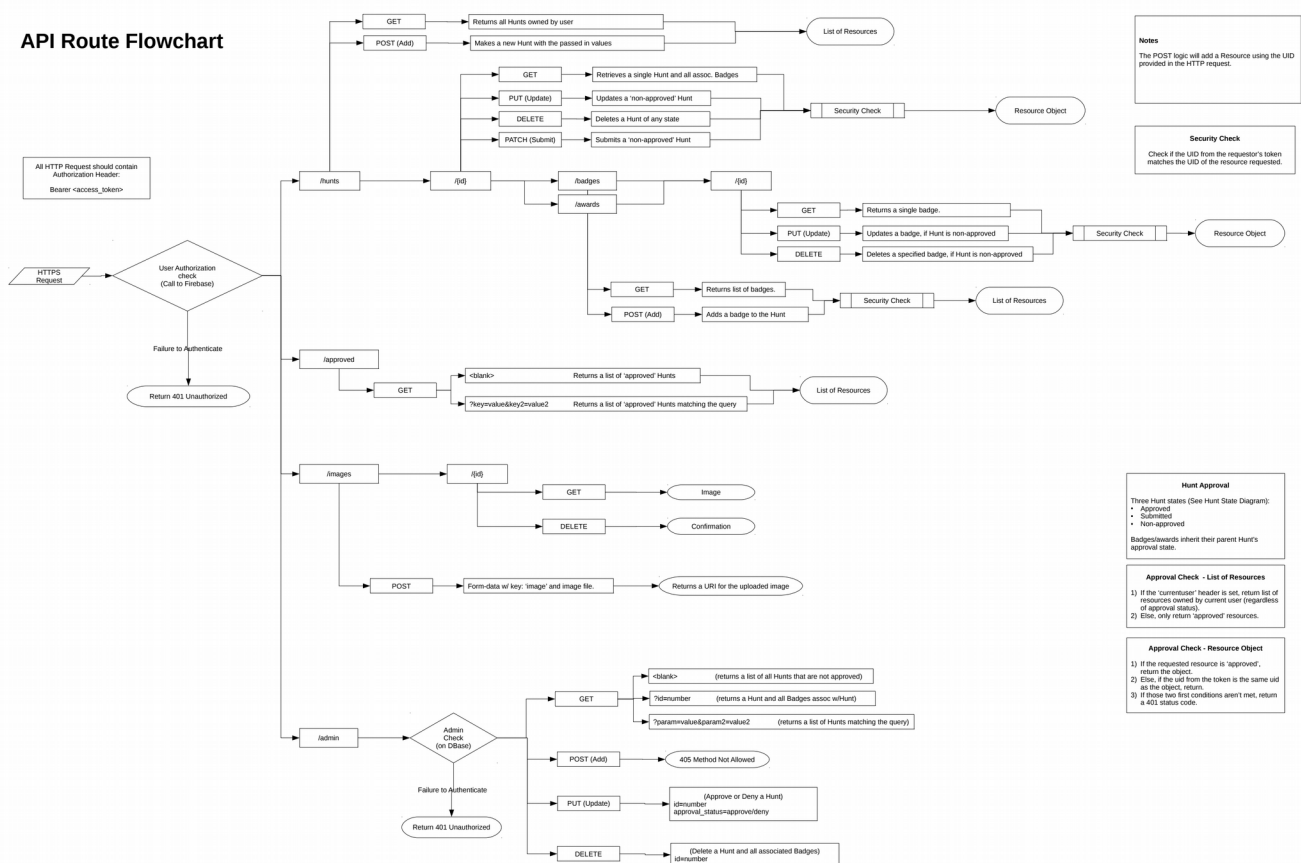 API Route Flowchart
GET
Returns all Hunts owned by user
POST (Add)
Makes a new Hunt with the passed in values
List of Resources
Notes
The POST logic will add a Resource using the UID
provided in the HTTP request.
GET
Retrieves a single Hunt and all assoc. Badges
PUT (Update)
Updates a 'non-approved' Hunt
DELETE
Deletes a Hunt of any state
PATCH (Submit)
Submits a 'non-approved' Hunt
Security Check
Resource Object
Security Check
Check if the UID from the requestor's token
matches the UID of the resource requested.
All HTTP Request should contain
Authorization Header:
Bearer <access_token>
/hunts
/{id}
/badges
/awards
/{id}
GET
Returns a single badge.
PUT (Update)
Updates a badge, if Hunt is non-approved
DELETE
Deletes a specified badge, if Hunt is non-approved
Security Check
Resource Object
HTTPS
Request
User Authorization
check
(Call to Firebase)
GET
Returns list of badges.
POST (Add)
Adds a badge to the Hunt
Security Check
List of Resources
Failure to Authenticate
Return 401 Unauthorized
/approved
GET
<blank> Returns a list of 'approved' Hunts
?key=value&key2=value2 Returns a list of 'approved' Hunts matching the query
List of Resources
/images
/{id}
GET
Image
DELETE
Confirmation
POST
Form-data w/ key: 'image' and image file.
Returns a URI for the uploaded image
Hunt Approval
Three Hunt states (See Hunt State Diagram):
• Approved
• Submitted
• Non-approved
Badges/awards inherit their parent Hunt's
approval state.
Approval Check - List of Resources
1) If the 'currentuser' header is set, return list of
resources owned by current user (regardless
of approval status).
2) Else, only return 'approved' resources.
Approval Check - Resource Object
1) If the requested resource is 'approved',
return the object.
2) Else, if the uid from the token is the same uid
as the object, return.
3) If those two first conditions aren't met, return
a 401 status code.
/admin
Admin
Check
(on DBase)
Failure to Authenticate
Return 401 Unauthorized
GET
<blank> (returns a list of all Hunts that are not approved)
?id=number (returns a Hunt and all Badges assoc w/Hunt)
?param=value&param2=value2 (returns a list of Hunts matching the query)
POST (Add)
405 Method Not Allowed
PUT (Update)
(Approve or Deny a Hunt)
id=number
approval_status=approve/deny
DELETE
(Delete a Hunt and all associated Badges)
id=number